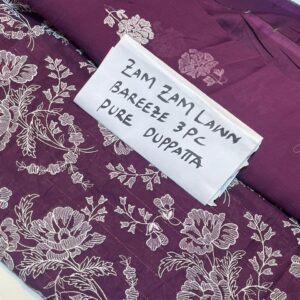 ZAM ZAM LAWN
BAREEZE 3PC
PURE DUPPATTA